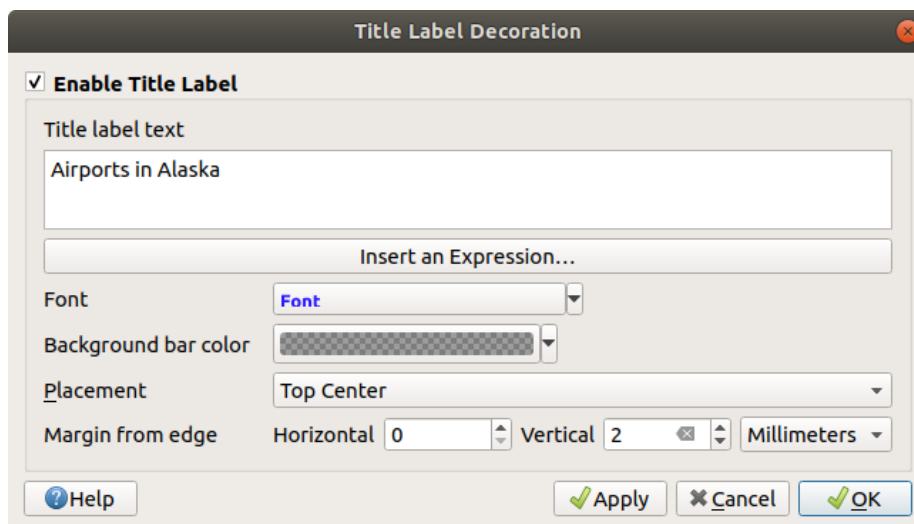 Title Label Decoration
Enable Title Label
Title label text
Airports in Alaska
Insert an Expression...
Font Font
Background bar color
Placement Top Center
Margin from edge Horizontal 0 Vertical 2 Millimeters
Help Apply Cancel OK